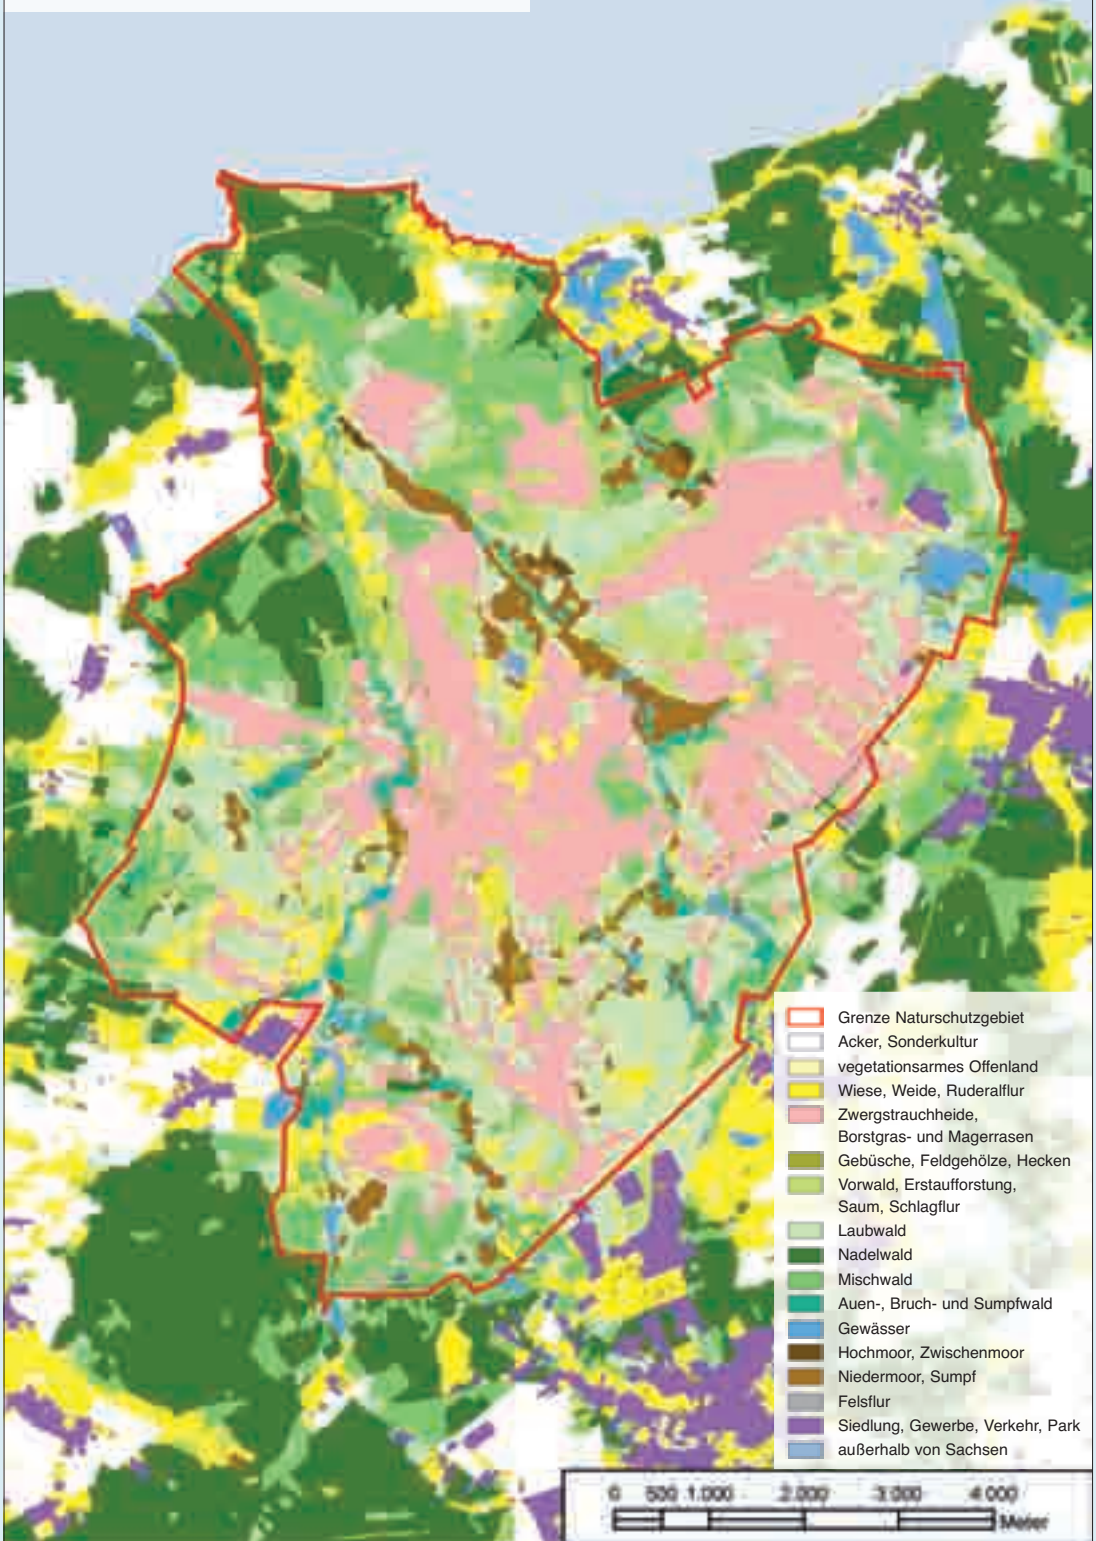 Grenze Naturschutzgebiet
Acker, Sonderkultur
vegetationsarmes Offenland
Wiese, Weide, Ruderalflur
Zwergstrauchheide,
Borstgras- und Magerrasen
Gebüsche, Feldgehölze, Hecken
Vorwald, Erstaufforstung,
Saum, Schlagflur
Laubwald
Nadelwald
Mischwald
Auen-, Bruch- und Sumpfwald
Gewässer
Hochmoor, Zwischenmoor
Niedermoor, Sumpf
Felsflur
Siedlung, Gewerbe, Verkehr, Park
außerhalb von Sachsen
0 500 1.000 2.000 3.000 4.000
Meter